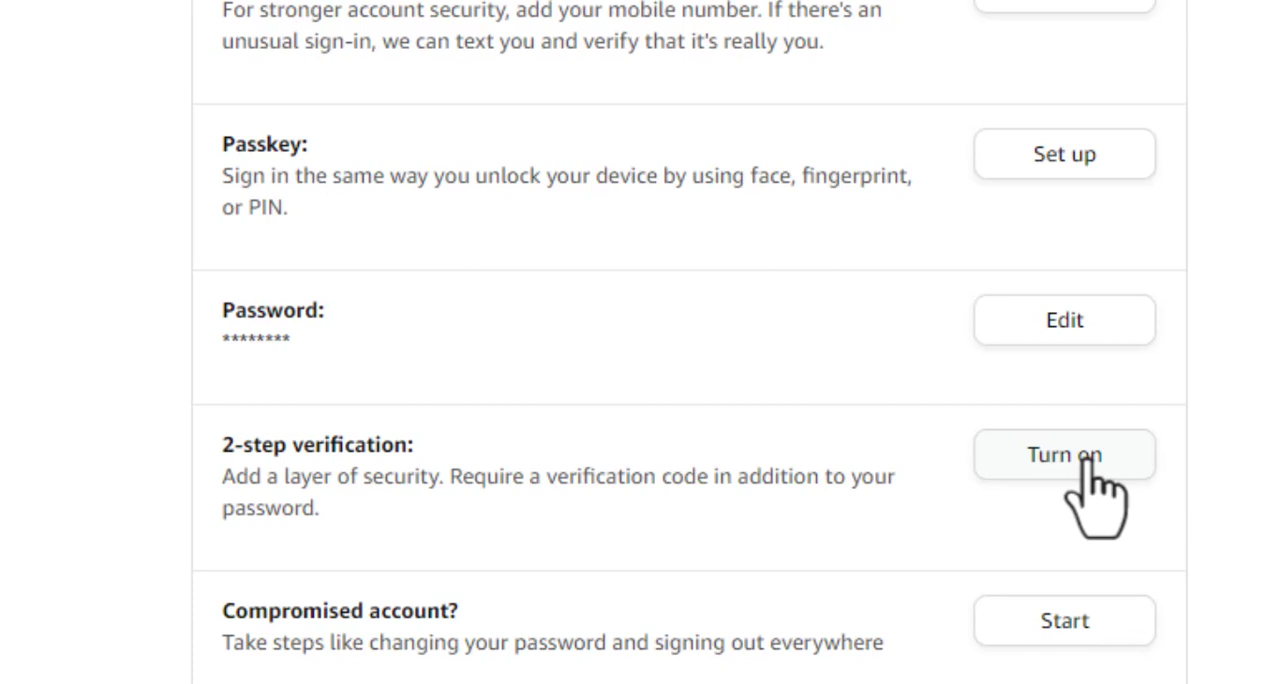 For stronger account security, add your mobile number. If there's an
unusual sign-in, we can text you and verify that it's really you.
Passkey:
Sign in the same way you unlock your device by using face, fingerprint,
or PIN.
Set up
Password:
********
Edit
2-step verification:
Add a layer of security. Require a verification code in addition to your
password.
Turn on
Compromised account?
Take steps like changing your password and signing out everywhere
Start